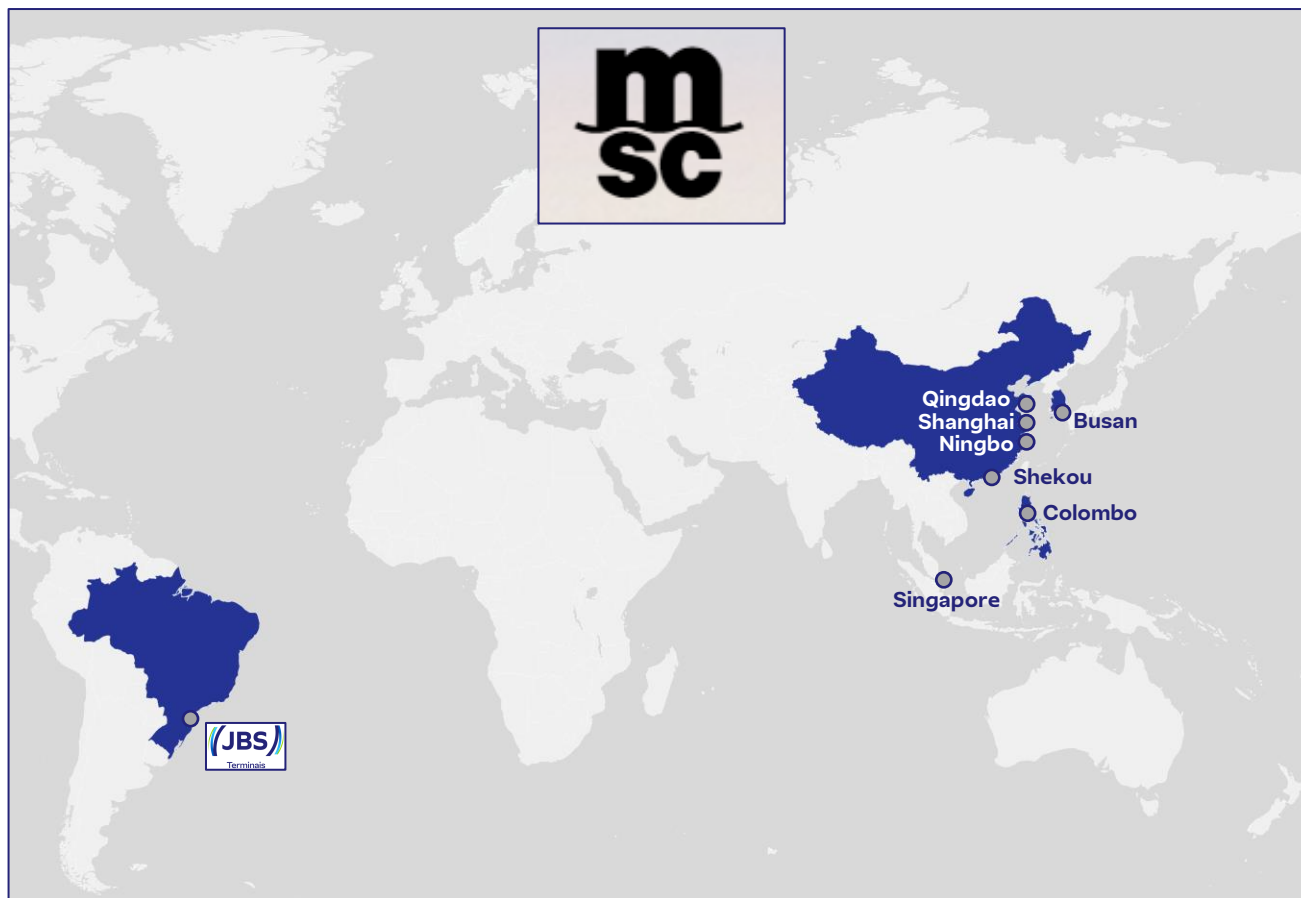 msc
Qingdao
Shanghai
Busan
Ningbo
Shekou
Colombo
Singapore
(JBS)
Terminais